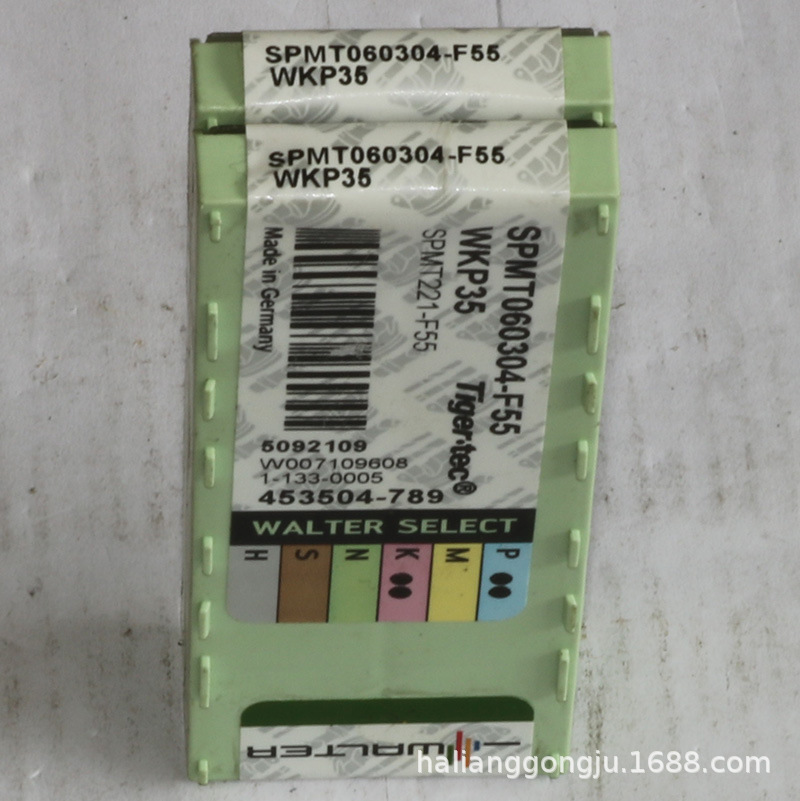 SPMT060304-F55
WKP35
SPMT060304-F55
WKP35
SPMT060304-F55
WKP35 Tiger·tec®
SPMT221-F55
Made in Germany
5092109
W007109608
1-133-0005
453504-789
WALTER SELECT
H S N K M P
WALTER
halianggongju.1688.com